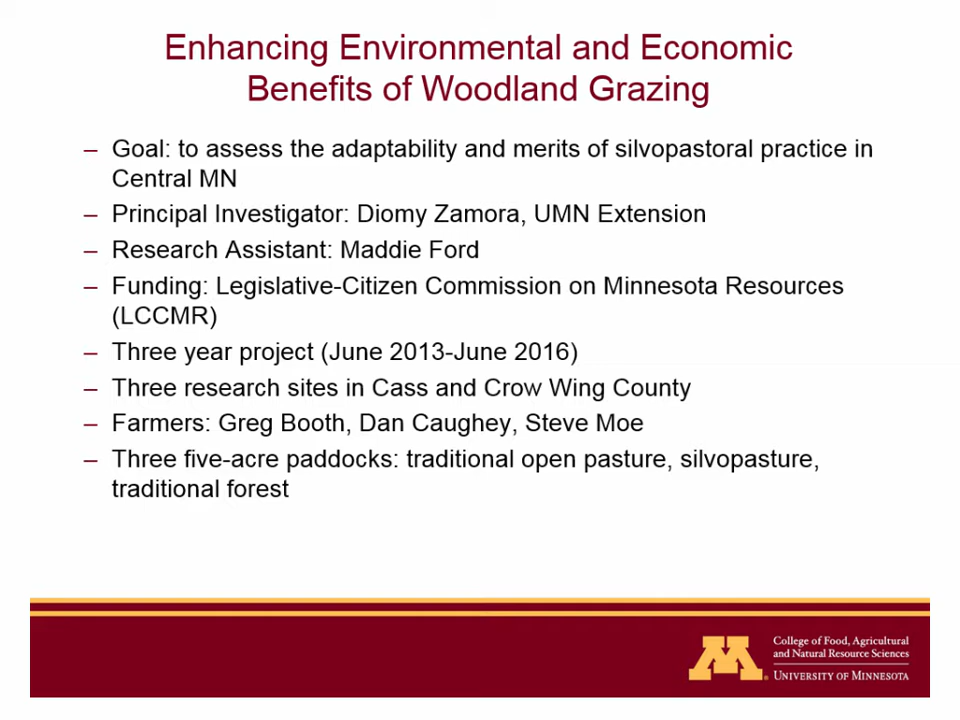 Enhancing Environmental and Economic
Benefits of Woodland Grazing
– Goal: to assess the adaptability and merits of silvopastoral practice in
Central MN
– Principal Investigator: Diomy Zamora, UMN Extension
– Research Assistant: Maddie Ford
– Funding: Legislative-Citizen Commission on Minnesota Resources
(LCCMR)
– Three year project (June 2013-June 2016)
– Three research sites in Cass and Crow Wing County
– Farmers: Greg Booth, Dan Caughey, Steve Moe
– Three five-acre paddocks: traditional open pasture, silvopasture,
traditional forest
M
College of Food, Agricultural
and Natural Resource Sciences
University of Minnesota